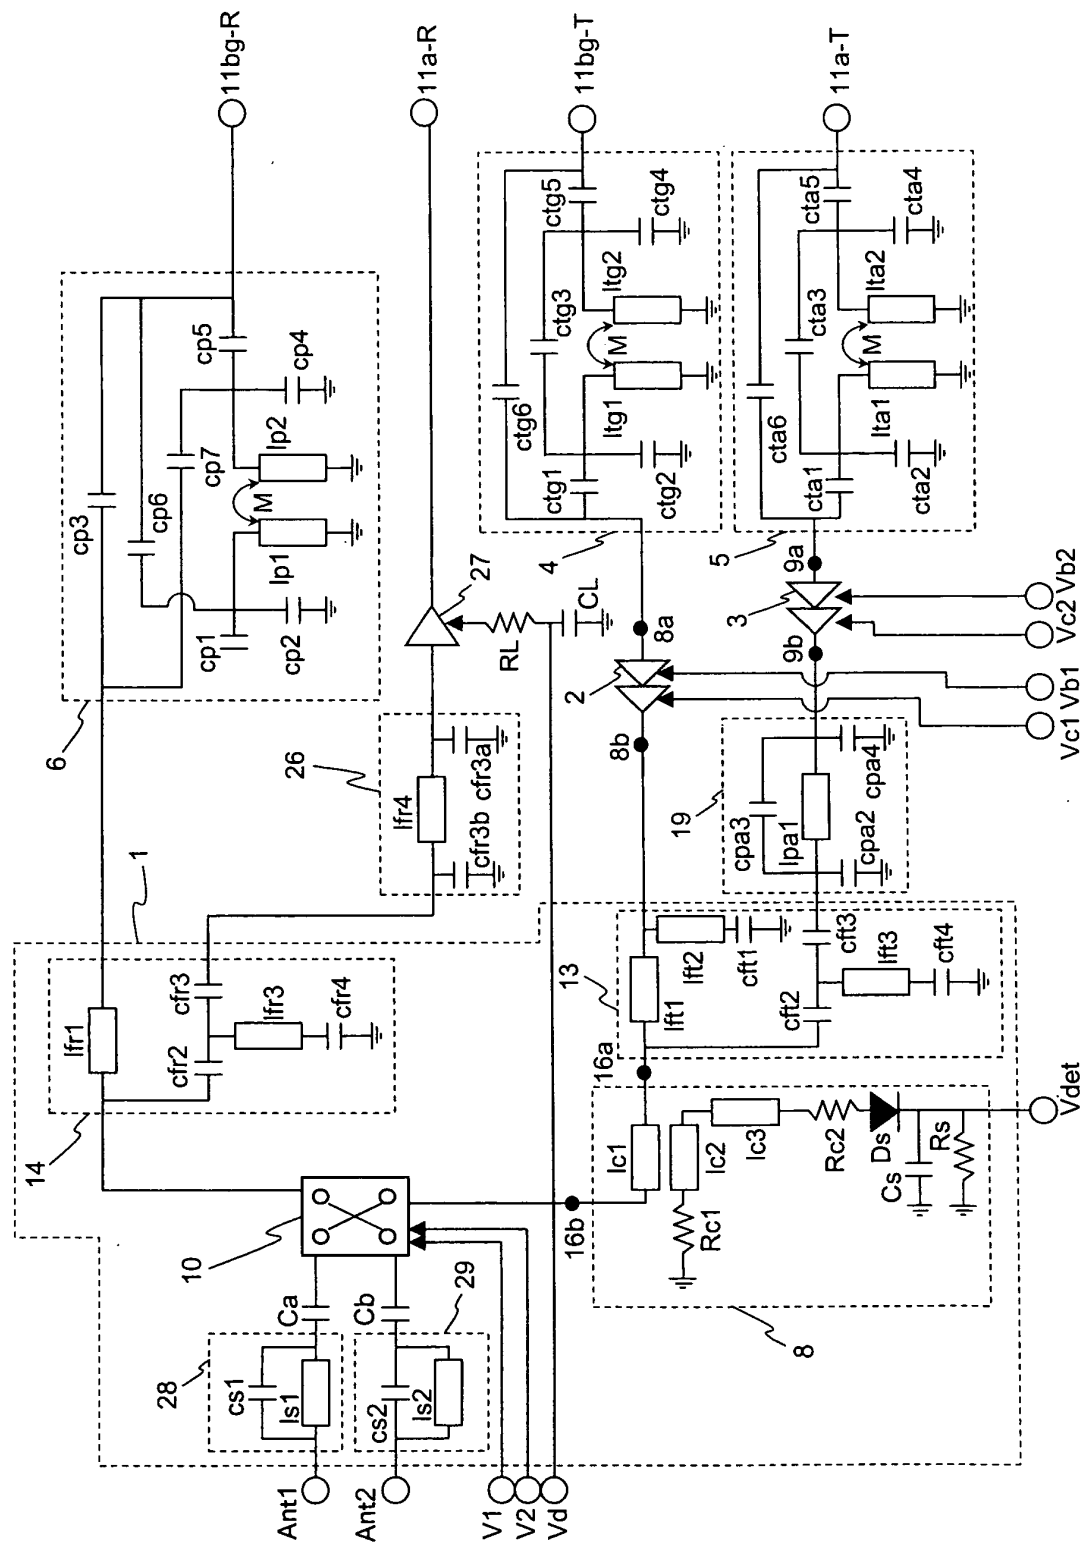 11bg-R
11a-R
11bg-T
11a-T
cp3
cp6
cp7
cp5
cp4
lp2
M
lp1
cp1
cp2
6
27
RL
CL
26
lfr4
cfr3b
cfr3a
1
14
lfr1
cfr3
cfr2
lfr3
cfr4
ctg6
ctg5
ctg4
ctg3
ltg2
M
ltg1
ctg1
ctg2
4
cta6
cta5
cta4
cta3
lta2
M
lta1
cta1
cta2
5
8a
2
8b
9a
3
9b
Vb2
Vc2
Vb1
Vc1
19
cpa3
cpa4
lpa1
cpa2
13
lft1
lft2
cft1
cft3
cft2
lft3
cft4
16a
16b
lc1
lc2
lc3
Rc1
Rc2
Ds
Cs
Rs
Vdet
8
10
Ca
Cb
28
cs1
ls1
29
cs2
ls2
Ant1
Ant2
V1
V2
Vd